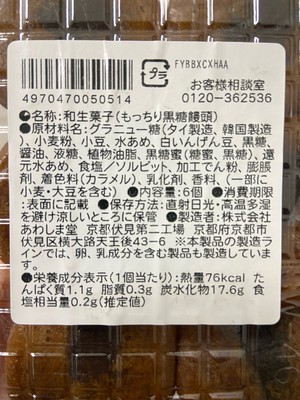 FYBBXCXHAA
プラ
お客様相談室
4970470050514
0120-362536
●名称:和生菓子(もっちり黒糖饅頭)
●原材料名:グラニュー糖(タイ製造、韓国製造
)、小麦粉、小豆、水あめ、白いんげん豆、黒糖、
醤油、液糖、植物油脂、黒糖蜜(糖蜜、黒糖)、還
元水あめ、食塩/ソルビット、加工でん粉、膨脹
剤、着色料(カラメル)、乳化剤、香料、(一部に
小麦・大豆を含む) ●内容量:6個 ●消費期限
:表面に記載 ●保存方法:直射日光・高温多湿
を避け涼しいところに保管 ●製造者:株式会社
あわしま堂 京都伏見第二工場 京都府京都市
伏見区横大路天王後43-6 ※本製品の製造ラ
インでは、卵、乳成分を含む製品も製造していま
す。
●栄養成分表示(1個当たり):熱量76kcal たん
ぱく質1.1g 脂質0.3g 炭水化物17.6g 食
塩相当量0.2g(推定値)